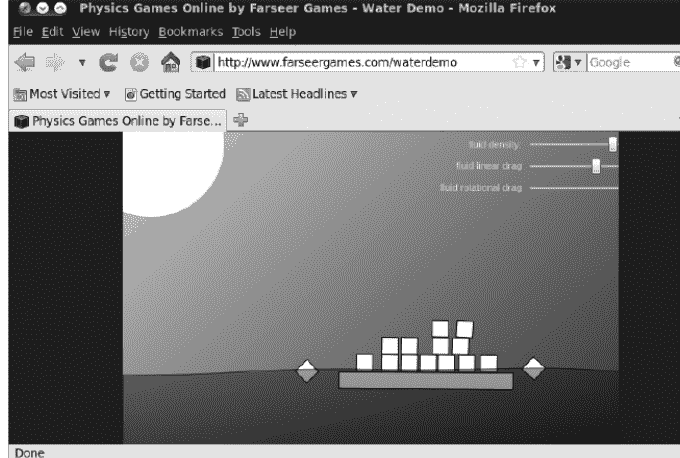 Physics Games Online by Farseer Games - Water Demo - Mozilla Firefox
File Edit View History Bookmarks Tools Help
http://www.farseergames.com/waterdemo Google
Most Visited Getting Started Latest Headlines
Physics Games Online by Farse...
fluid density
fluid linear drag
fluid rotational drag
Done